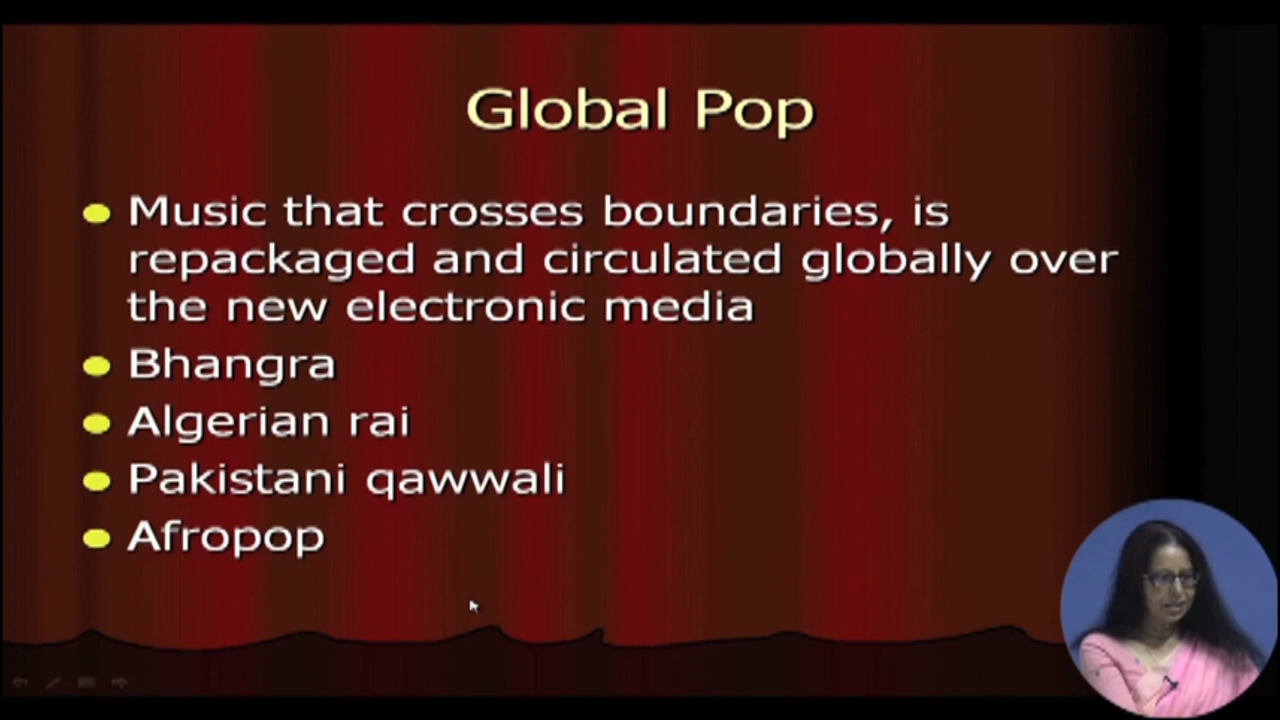 Global Pop
Music that crosses boundaries, is
repackaged and circulated globally over
the new electronic media
Bhangra
Algerian rai
Pakistani qawwali
Afropop